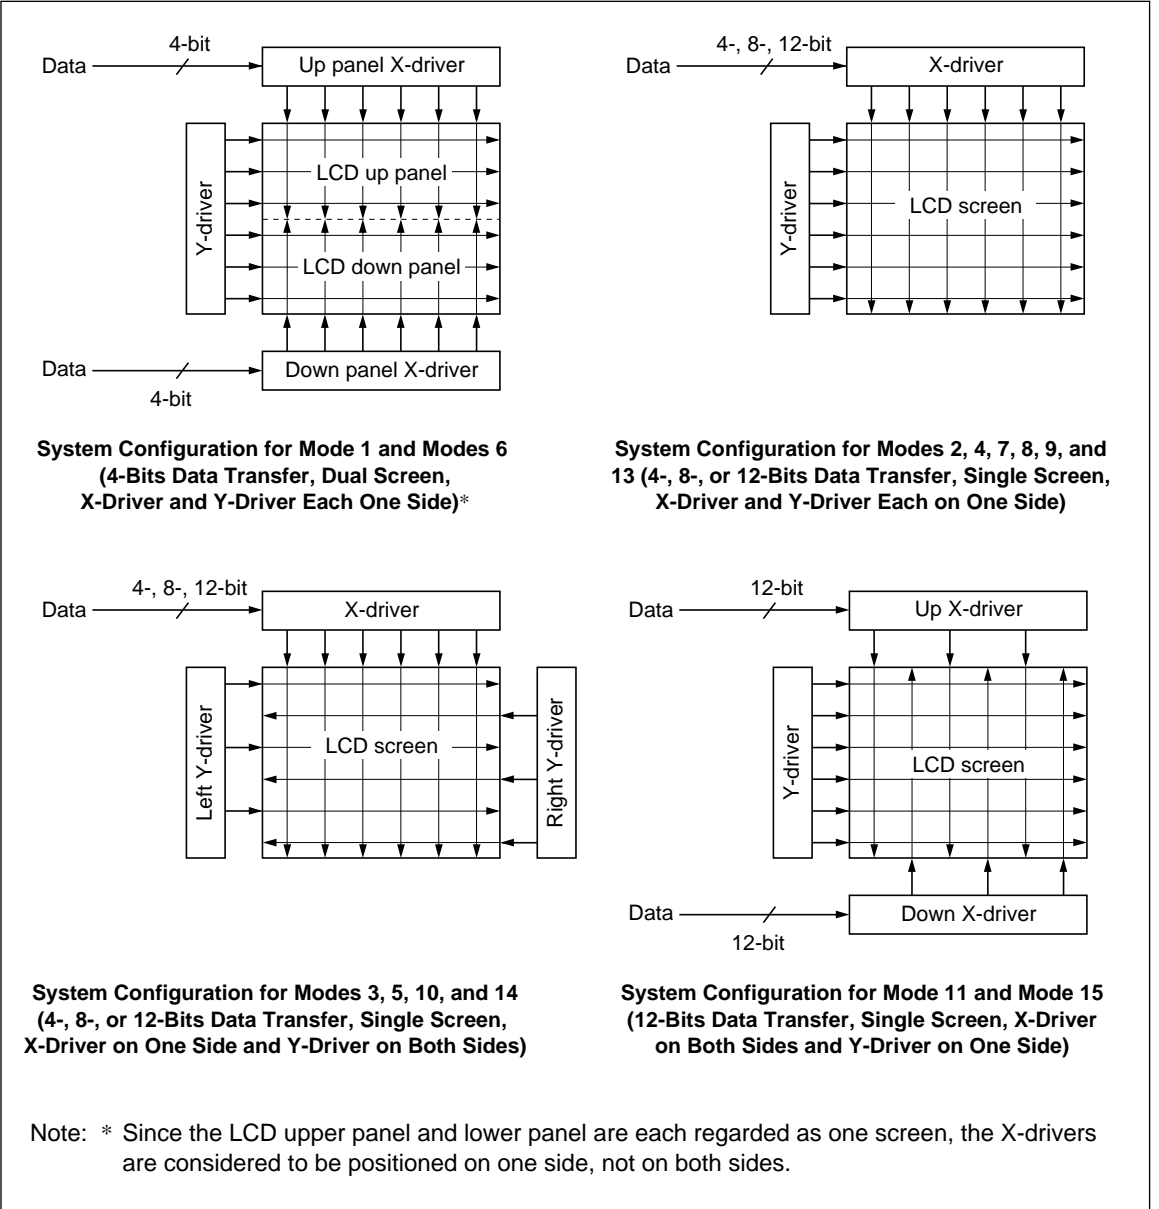 4-bit
Data
Up panel X-driver
Y-driver
LCD up panel
LCD down panel
Data
Down panel X-driver
4-bit
System Configuration for Mode 1 and Modes 6
(4-Bits Data Transfer, Dual Screen,
X-Driver and Y-Driver Each One Side)*
4-, 8-, 12-bit
Data
X-driver
Y-driver
LCD screen
System Configuration for Modes 2, 4, 7, 8, 9, and
13 (4-, 8-, or 12-Bits Data Transfer, Single Screen,
X-Driver and Y-Driver Each on One Side)
4-, 8-, 12-bit
Data
X-driver
Left Y-driver
LCD screen
Right Y-driver
System Configuration for Modes 3, 5, 10, and 14
(4-, 8-, or 12-Bits Data Transfer, Single Screen,
X-Driver on One Side and Y-Driver on Both Sides)
12-bit
Data
Up X-driver
Y-driver
LCD screen
Data
Down X-driver
12-bit
System Configuration for Mode 11 and Mode 15
(12-Bits Data Transfer, Single Screen, X-Driver
on Both Sides and Y-Driver on One Side)
Note: * Since the LCD upper panel and lower panel are each regarded as one screen, the X-drivers
are considered to be positioned on one side, not on both sides.